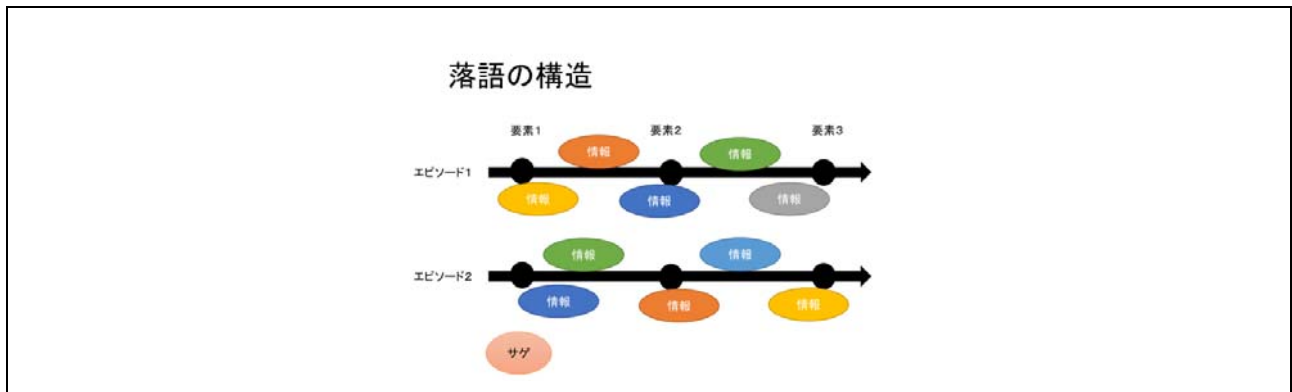 落語の構造
要素1 要素2 要素3
情報 情報
エピソード1
情報 情報 情報
情報 情報
エピソード2
情報 情報 情報
サゲ